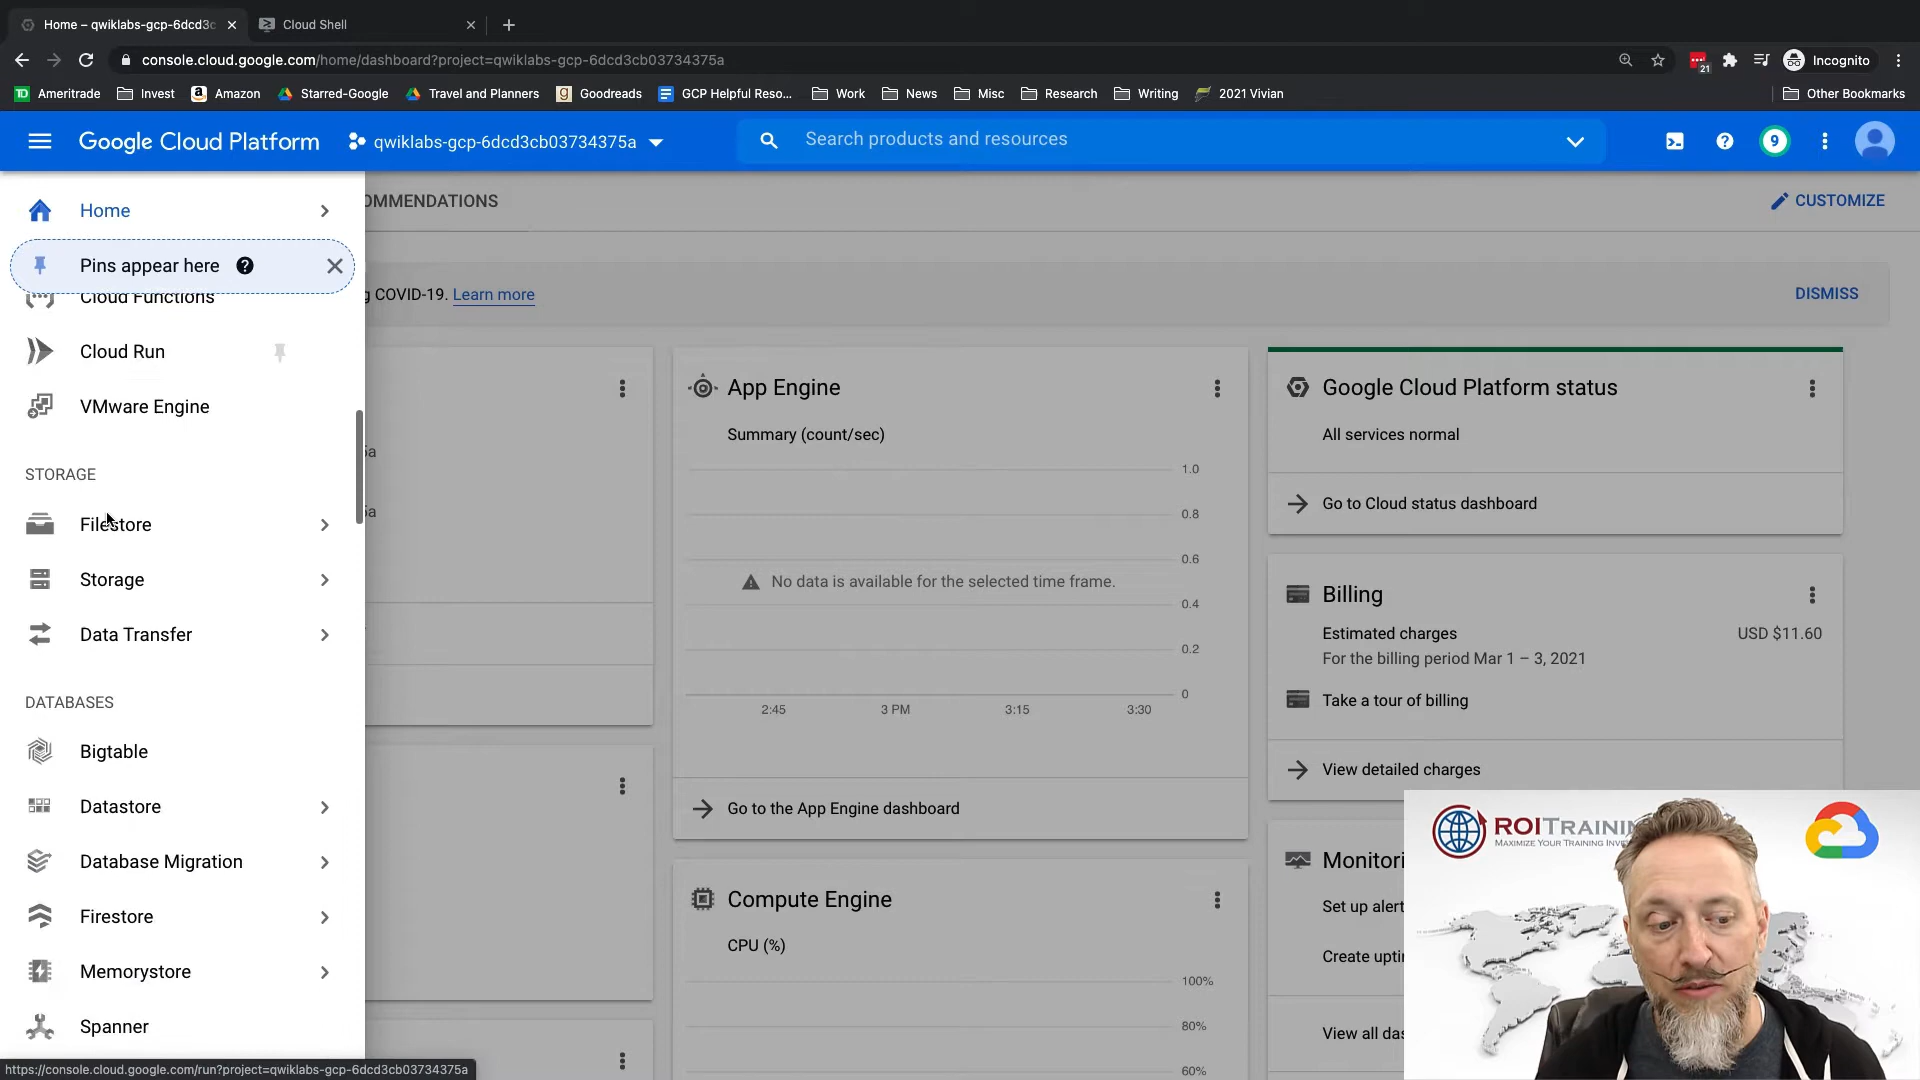 Home – qwiklabs-gcp-6dcd3c
Cloud Shell
console.cloud.google.com/home/dashboard?project=qwiklabs-gcp-6dcd3cb03734375a
21
Incognito
Ameritrade
Invest
Amazon
Starred-Google
Travel and Planners
Goodreads
GCP Helpful Reso...
Work
News
Misc
Research
Writing
2021 Vivian
Other Bookmarks
Google Cloud Platform
qwiklabs-gcp-6dcd3cb03734375a
Search products and resources
9
Home
OMMENDATIONS
CUSTOMIZE
Pins appear here
g COVID-19. Learn more
DISMISS
Cloud Functions
Cloud Run
VMware Engine
STORAGE
Filestore
Storage
Data Transfer
DATABASES
Bigtable
Datastore
Database Migration
Firestore
Memorystore
Spanner
5a
5a
App Engine
Summary (count/sec)
1.0
0.8
0.6
No data is available for the selected time frame.
0.4
0.2
0
2:45 3 PM 3:15 3:30
Go to the App Engine dashboard
Compute Engine
CPU (%)
100%
80%
60%
Google Cloud Platform status
All services normal
Go to Cloud status dashboard
Billing
Estimated charges
USD $11.60
For the billing period Mar 1 – 3, 2021
Take a tour of billing
View detailed charges
Monitori
Set up alert
Create upti
View all das
ROITRAININ
MAXIMIZE YOUR TRAINING INVE
https://console.cloud.google.com/run?project=qwiklabs-gcp-6dcd3cb03734375a